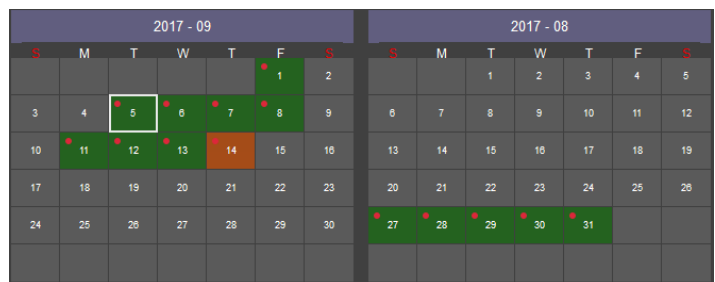 2017 - 09
S M T W T F S
1 2
3 4 5 6 7 8 9
10 11 12 13 14 15 16
17 18 19 20 21 22 23
24 25 26 27 28 29 30
2017 - 08
S M T W T F S
1 2 3 4 5
6 7 8 9 10 11 12
13 14 15 16 17 18 19
20 21 22 23 24 25 26
27 28 29 30 31